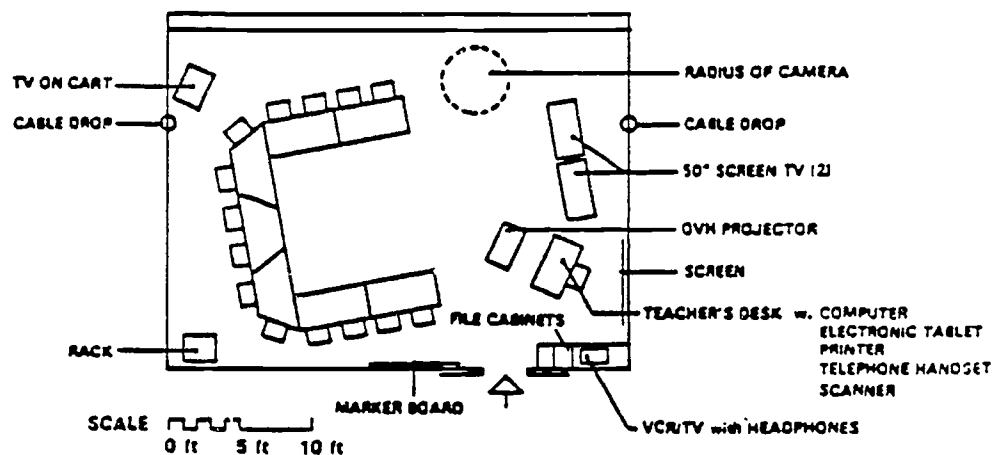 TV ON CART
RADIUS OF CAMERA
CABLE DROP
CABLE DROP
50" SCREEN TV (2)
OVH PROJECTOR
SCREEN
TEACHER'S DESK w. COMPUTER
ELECTRONIC TABLET
PRINTER
TELEPHONE HANDSET
SCANNER
FILE CABINETS
RACK
MARKER BOARD
VCR/TV with HEADPHONES
SCALE
0 ft 5 ft 10 ft